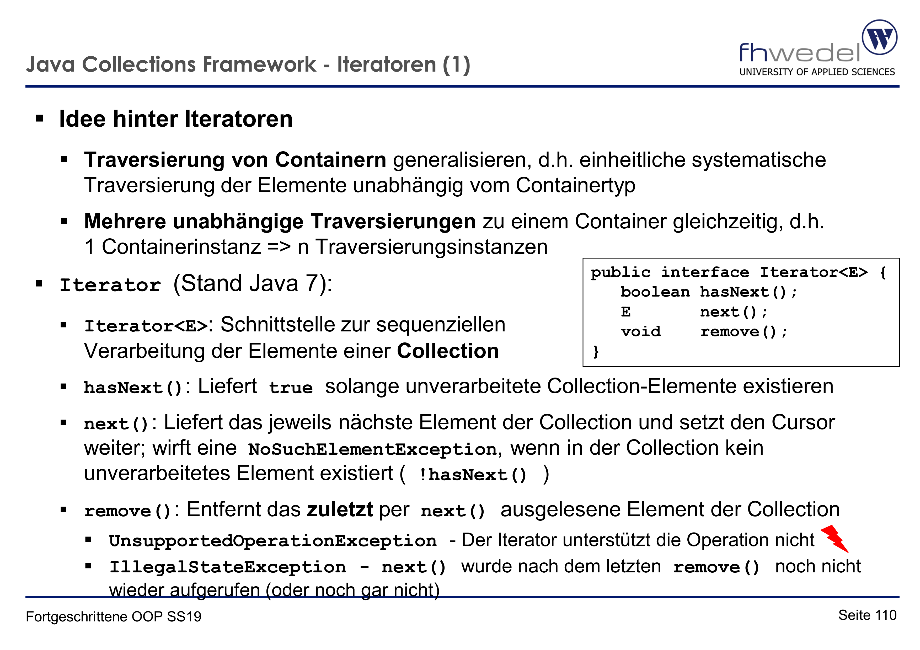 Java Collections Framework - Iteratoren (1)
fhwedel
W
UNIVERSITY OF APPLIED SCIENCES
▪ Idee hinter Iteratoren
▪ Traversierung von Containern generalisieren, d.h. einheitliche systematische
Traversierung der Elemente unabhängig vom Containertyp
▪ Mehrere unabhängige Traversierungen zu einem Container gleichzeitig, d.h.
1 Containerinstanz => n Traversierungsinstanzen
▪ Iterator (Stand Java 7):
public interface Iterator<E> {
boolean hasNext();
E next();
void remove();
}
▪ Iterator<E>: Schnittstelle zur sequenziellen
Verarbeitung der Elemente einer Collection
▪ hasNext(): Liefert true solange unverarbeitete Collection-Elemente existieren
▪ next(): Liefert das jeweils nächste Element der Collection und setzt den Cursor
weiter; wirft eine NoSuchElementException, wenn in der Collection kein
unverarbeitetes Element existiert ( !hasNext() )
▪ remove(): Entfernt das zuletzt per next() ausgelesene Element der Collection
▪ UnsupportedOperationException - Der Iterator unterstützt die Operation nicht
▪ IllegalStateException - next() wurde nach dem letzten remove() noch nicht
wieder aufgerufen (oder noch gar nicht)
Fortgeschrittene OOP SS19
Seite 110